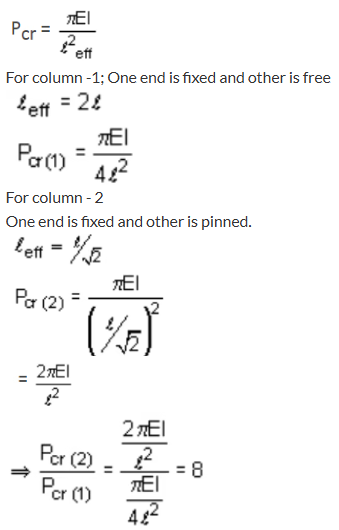 Pcr = πEI / ℓ²eff
For column -1; One end is fixed and other is free
ℓeff = 2ℓ
Pcr(1) = πEI / 4ℓ²
For column - 2
One end is fixed and other is pinned.
ℓeff = ℓ/√2
Pcr (2) = πEI / (ℓ/√2)²
= 2πEI / ℓ²
⇒ Pcr (2) / Pcr (1) = (2πEI / ℓ²) / (πEI / 4ℓ²) = 8